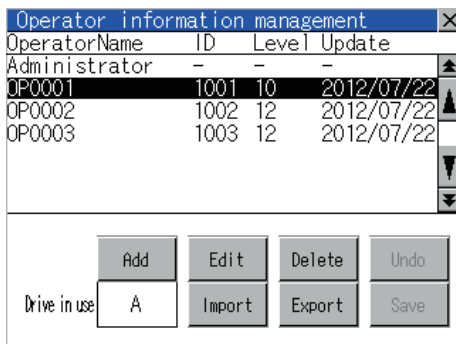 Operator information management
OperatorName ID Level Update
Administrator – – –
OP0001 1001 10 2012/07/22
OP0002 1002 12 2012/07/22
OP0003 1003 12 2012/07/22
Add Edit Delete Undo
Drive in use A Import Export Save